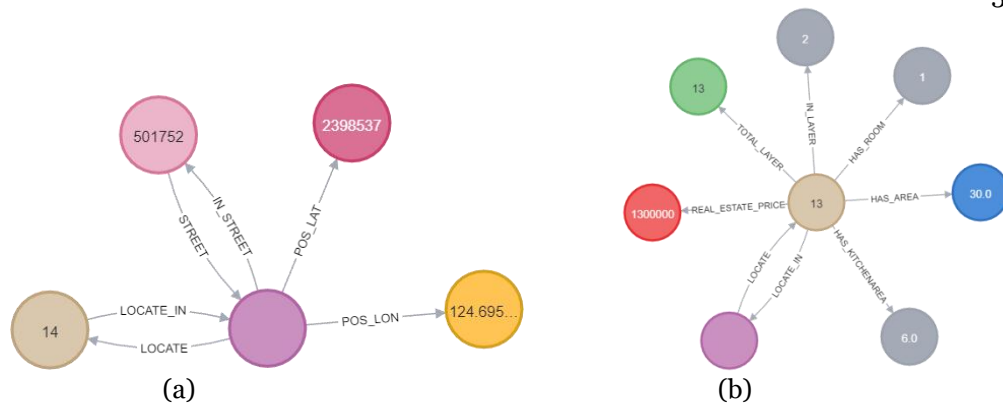 501752
2398537
STREET
IN_STREET
POS_LAT
14
LOCATE_IN
LOCATE
POS_LON
124.695...
(a)
2
13
1
TOTAL_LAYER
IN_LAYER
HAS_ROOM
1300000
REAL_ESTATE_PRICE
13
HAS_AREA
30.0
LOCATE
LOCATE_IN
HAS_KITCHENAREA
6.0
(b)